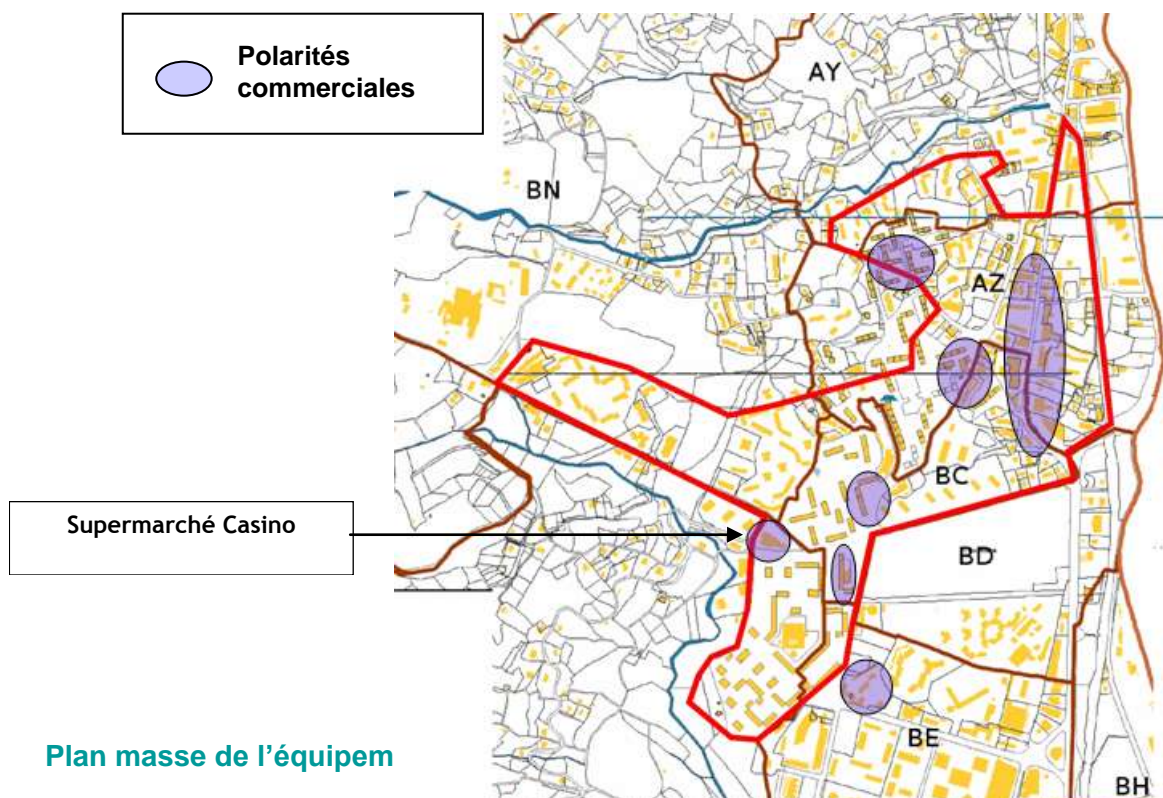 Polarités
commerciales
AY
BN
AZ
BC
Supermarché Casino
BD
BE
Plan masse de l'équipem
BH